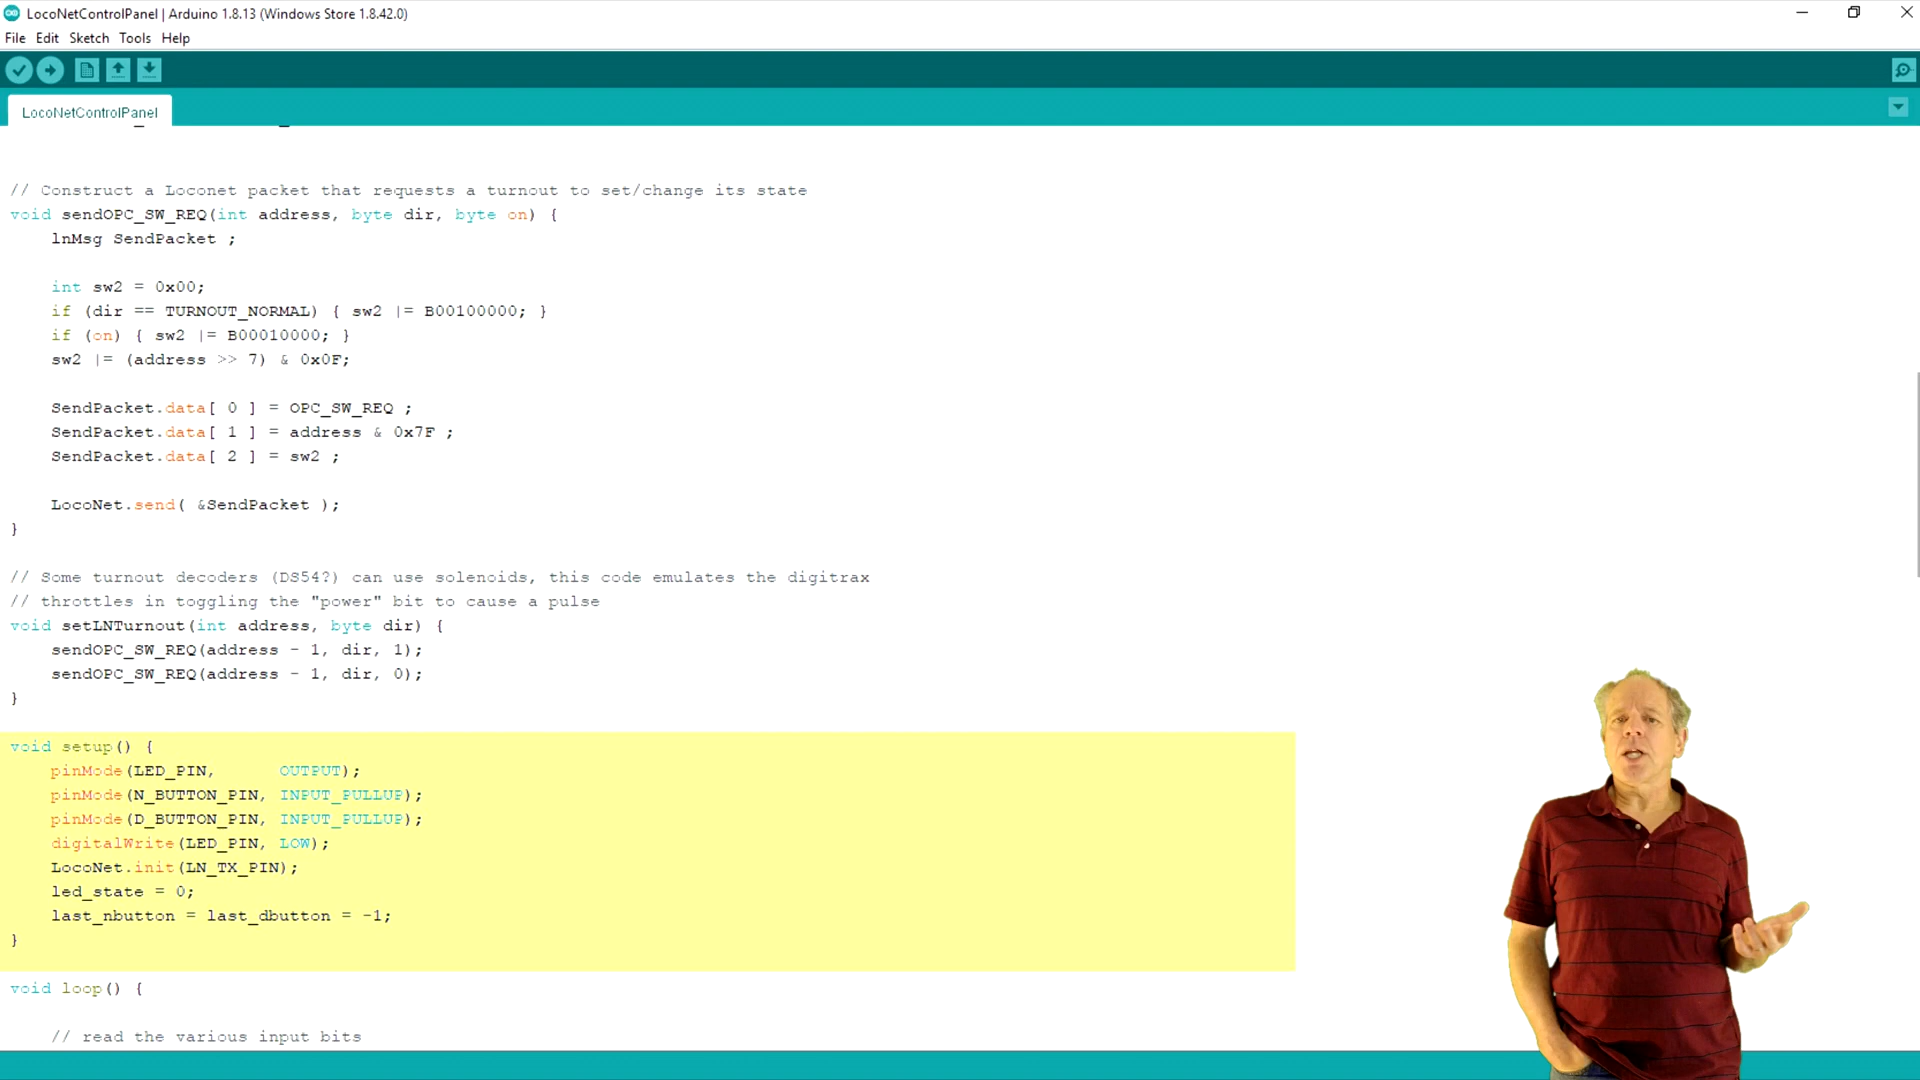 LocoNetControlPanel | Arduino 1.8.13 (Windows Store 1.8.42.0)
File Edit Sketch Tools Help
LocoNetControlPanel
// Construct a Loconet packet that requests a turnout to set/change its state
void sendOPC_SW_REQ(int address, byte dir, byte on) {
lnMsg SendPacket ;
int sw2 = 0x00;
if (dir == TURNOUT_NORMAL) { sw2 |= B00100000; }
if (on) { sw2 |= B00010000; }
sw2 |= (address >> 7) & 0x0F;
SendPacket.data[ 0 ] = OPC_SW_REQ ;
SendPacket.data[ 1 ] = address & 0x7F ;
SendPacket.data[ 2 ] = sw2 ;
LocoNet.send( &SendPacket );
}
// Some turnout decoders (DS54?) can use solenoids, this code emulates the digitrax
// throttles in toggling the "power" bit to cause a pulse
void setLNTurnout(int address, byte dir) {
sendOPC_SW_REQ(address - 1, dir, 1);
sendOPC_SW_REQ(address - 1, dir, 0);
}
void setup() {
pinMode(LED_PIN, OUTPUT);
pinMode(N_BUTTON_PIN, INPUT_PULLUP);
pinMode(D_BUTTON_PIN, INPUT_PULLUP);
digitalWrite(LED_PIN, LOW);
LocoNet.init(LN_TX_PIN);
led_state = 0;
last_nbutton = last_dbutton = -1;
}
void loop() {
// read the various input bits